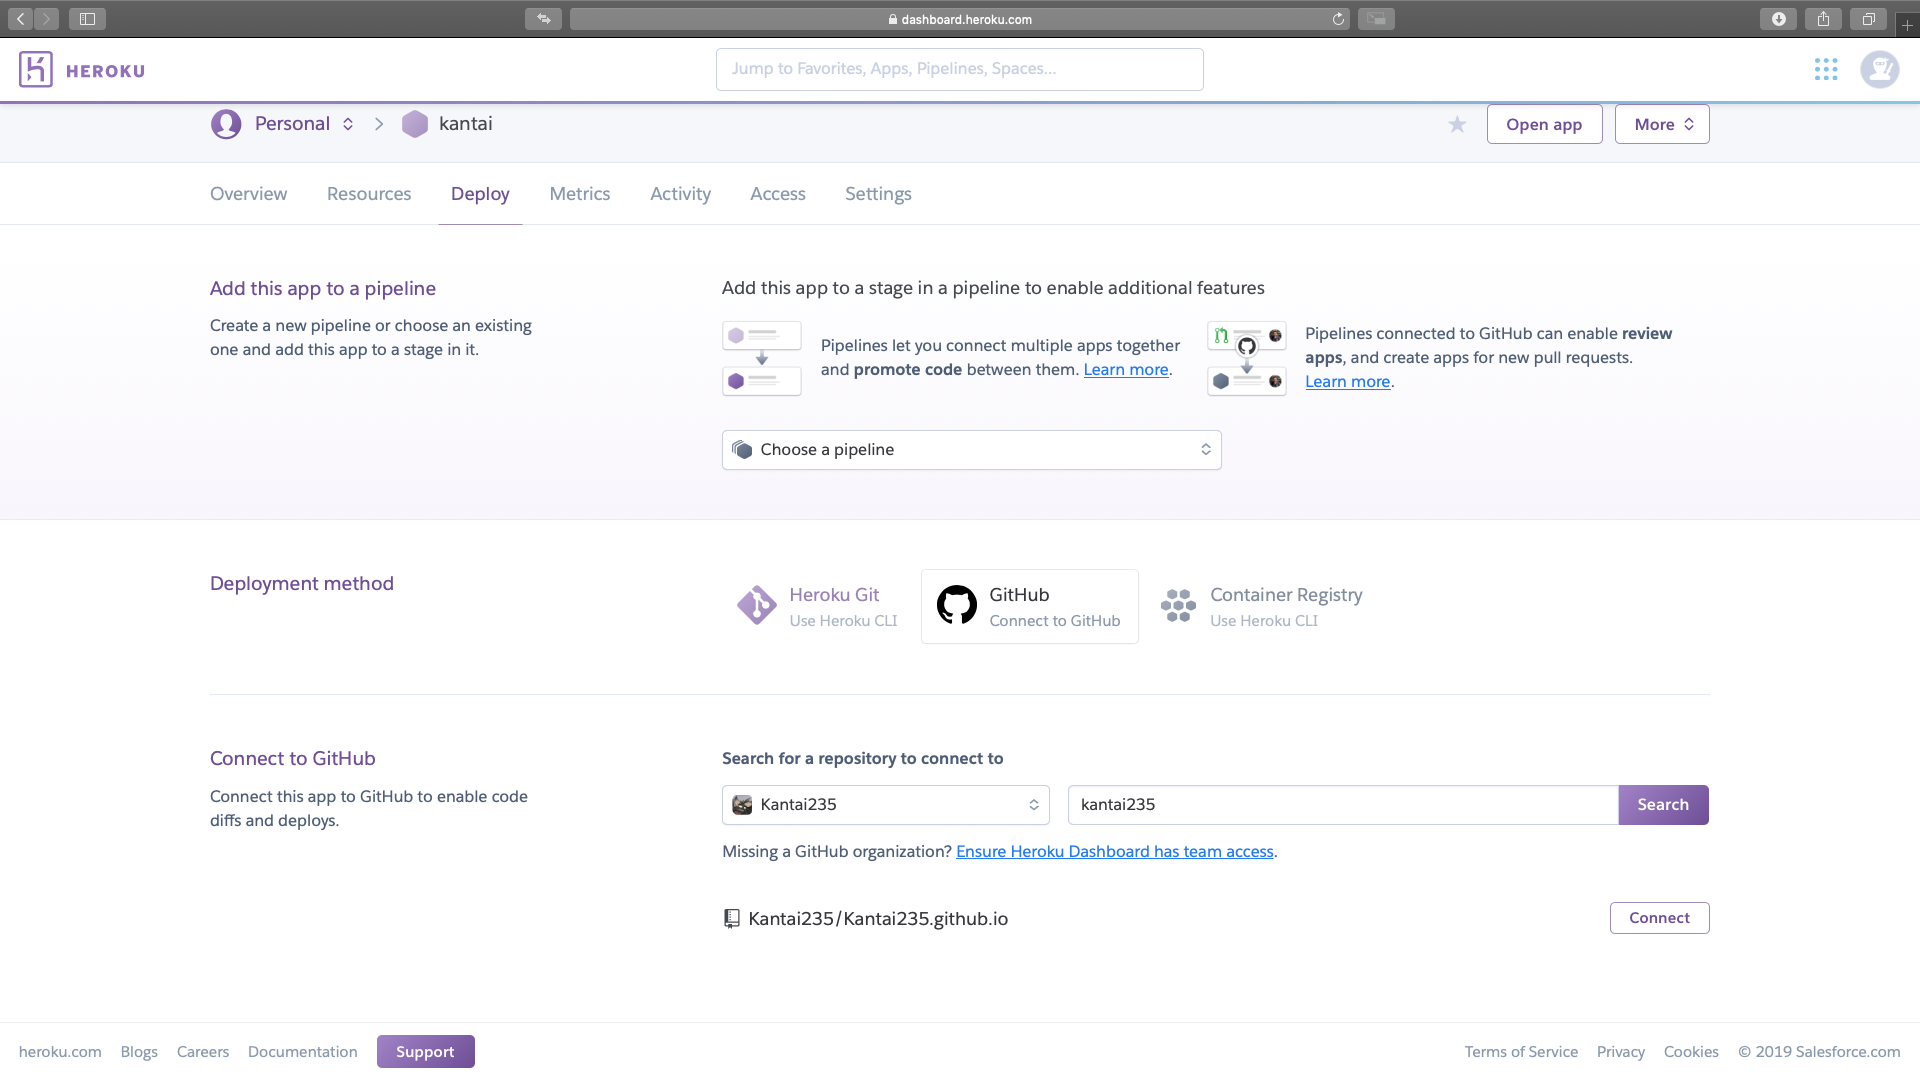 dashboard.heroku.com
HEROKU
Jump to Favorites, Apps, Pipelines, Spaces...
Personal
kantai
Open app
More
Overview
Resources
Deploy
Metrics
Activity
Access
Settings
Add this app to a pipeline
Create a new pipeline or choose an existing
one and add this app to a stage in it.
Add this app to a stage in a pipeline to enable additional features
Pipelines let you connect multiple apps together
and promote code between them. Learn more.
Pipelines connected to GitHub can enable review
apps, and create apps for new pull requests.
Learn more.
Choose a pipeline
Deployment method
Heroku Git
Use Heroku CLI
GitHub
Connect to GitHub
Container Registry
Use Heroku CLI
Connect to GitHub
Connect this app to GitHub to enable code
diffs and deploys.
Search for a repository to connect to
Kantai235
kantai235
Search
Missing a GitHub organization? Ensure Heroku Dashboard has team access.
Kantai235/Kantai235.github.io
Connect
heroku.com
Blogs
Careers
Documentation
Support
Terms of Service
Privacy
Cookies
© 2019 Salesforce.com